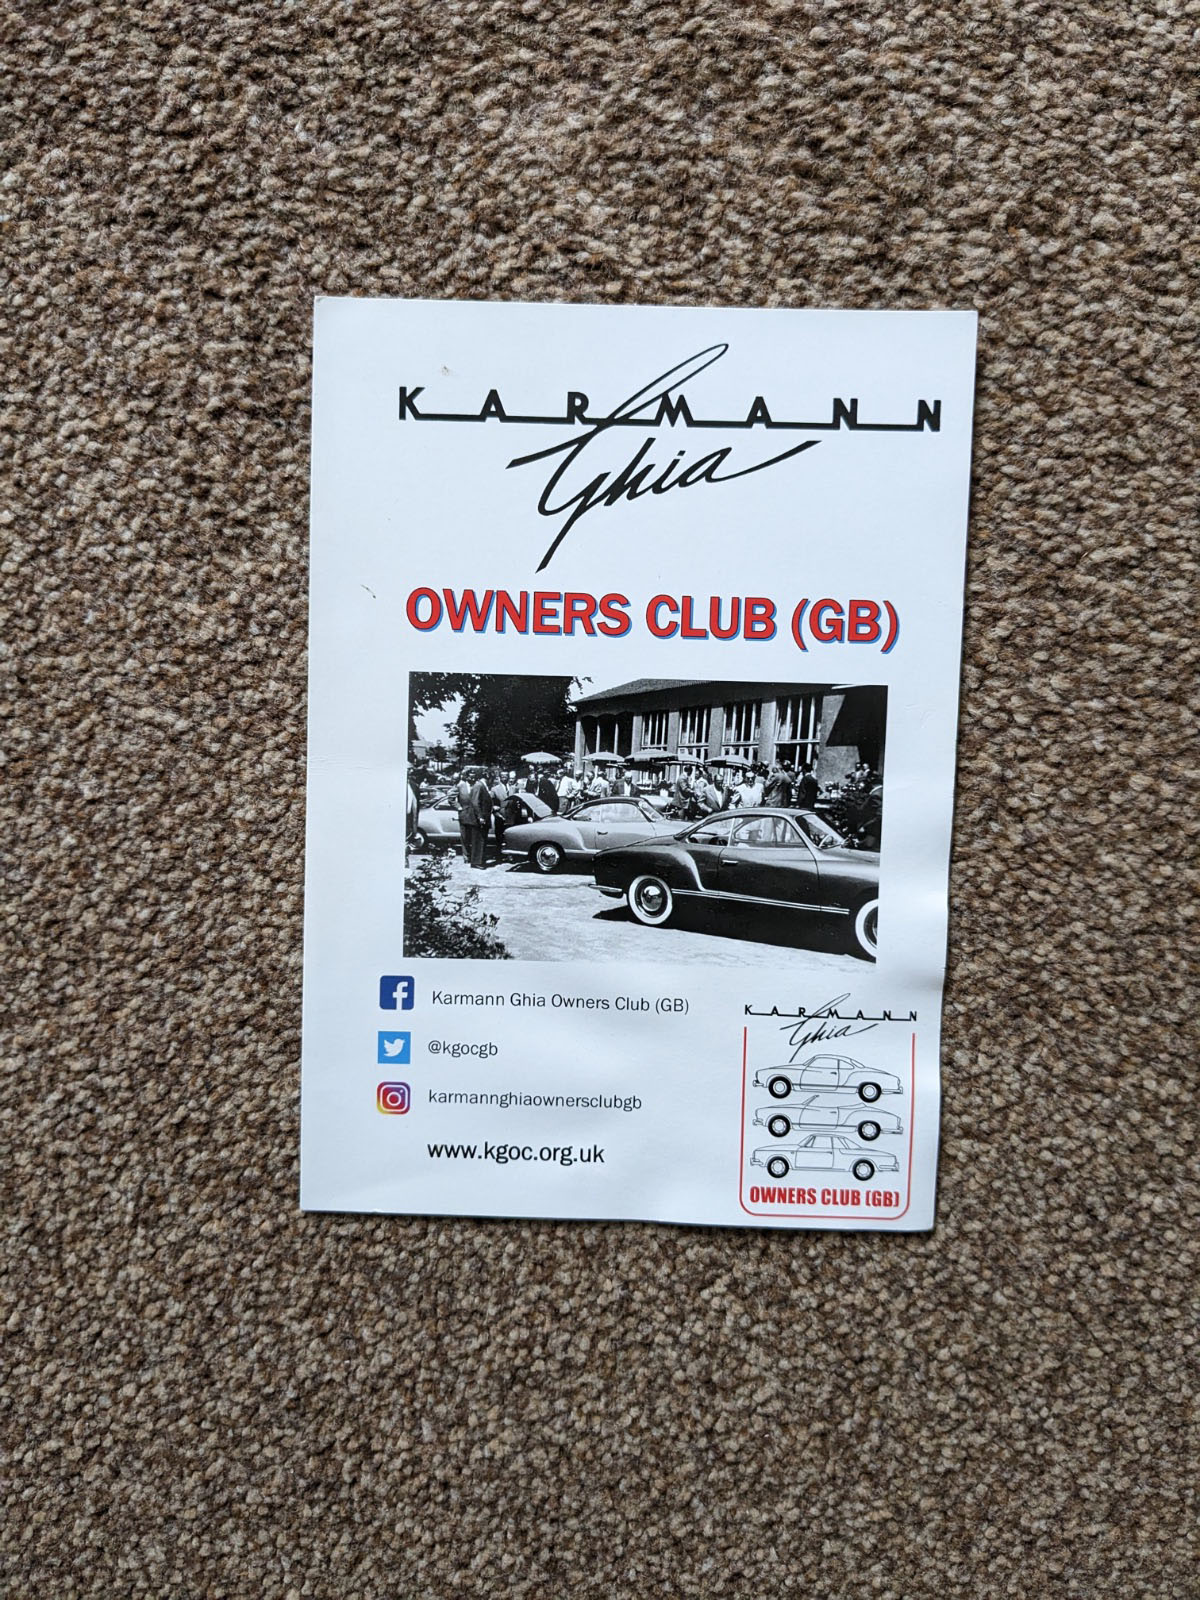 KARMANN
Ghia
OWNERS CLUB (GB)
Karmann Ghia Owners Club (GB)
@kgocgb
karmannghiaownersclubgb
www.kgoc.org.uk
KARMANN
Ghia
OWNERS CLUB (GB)